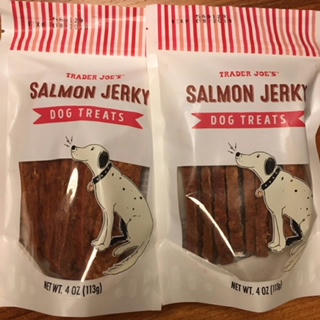 TRADER JOE'S
SALMON JERKY
DOG TREATS
NET WT. 4 OZ (113g)
TRADER JOE'S
SALMON JERKY
DOG TREATS
NET WT. 4 OZ (113g)